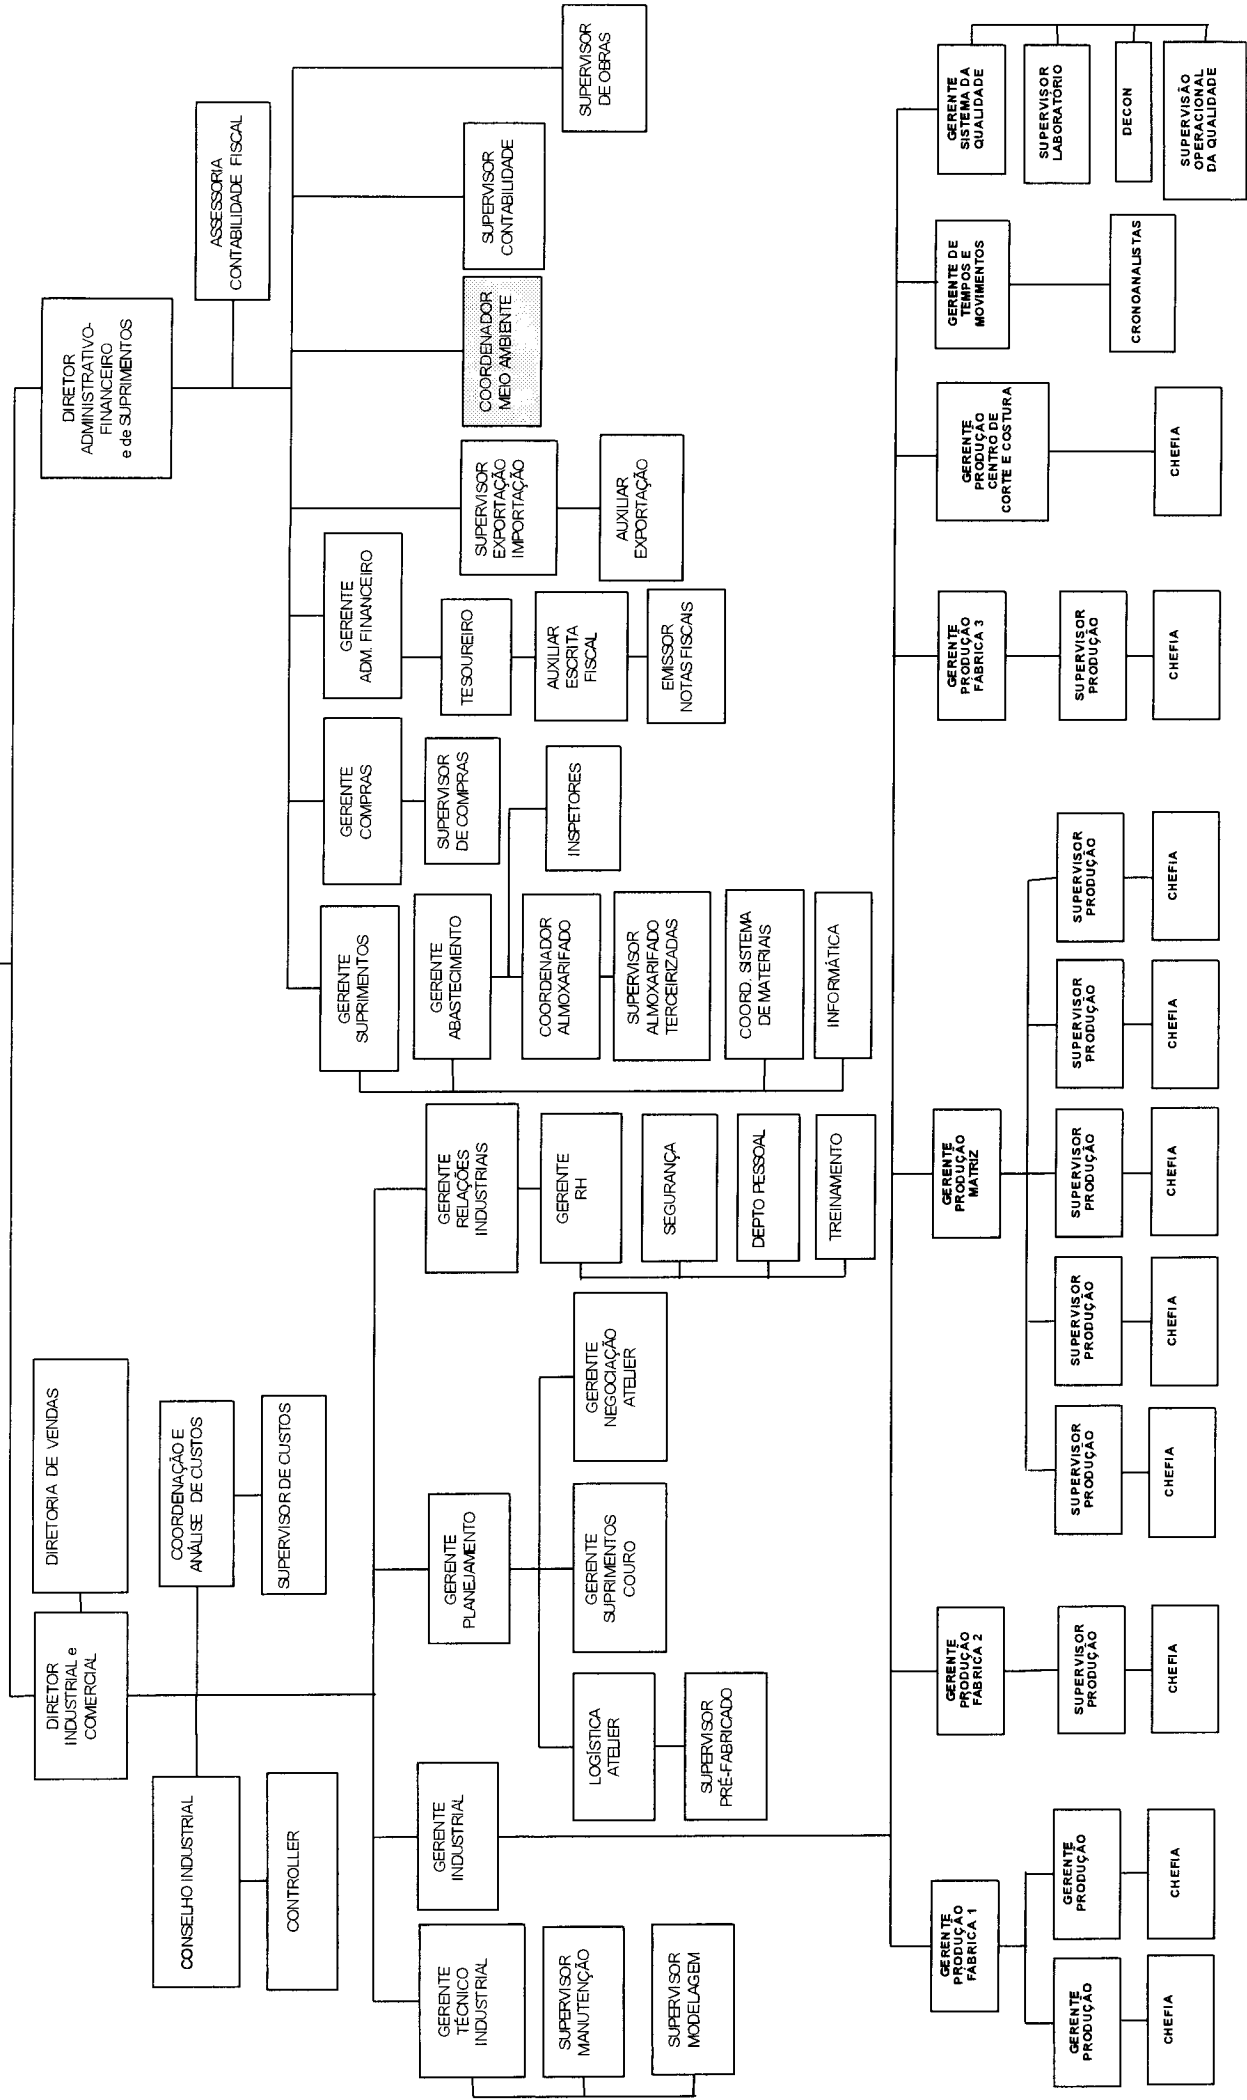 DIRETOR
INDUSTRIAL e
COMERCIAL
DIRETORIA DE VENDAS
DIRETOR
ADMINISTRATIVO-
FINANCEIRO
e de SUPRIMENTOS
CONSELHO INDUSTRIAL
CONTROLLER
COORDENAÇÃO E
ANÁLISE DE CUSTOS
SUPERVISOR DE CUSTOS
ASSESSORIA
CONTABILIDADE FISCAL
GERENTE
TÉCNICO
INDUSTRIAL
SUPERVISOR
MANUTENÇÃO
SUPERVISOR
MODELAGEM
GERENTE
INDUSTRIAL
GERENTE
PLANEJAMENTO
LOGÍSTICA
ATELIER
SUPERVISOR
PRÉ-FABRICADO
GERENTE
SUPRIMENTOS
COURO
GERENTE
NEGOCIAÇÃO
ATELIER
GERENTE
RELAÇÕES
INDUSTRIAIS
GERENTE
RH
SEGURANÇA
DEPTO PESSOAL
TREINAMENTO
GERENTE
SUPRIMENTOS
GERENTE
ABASTECIMENTO
COORDENADOR
ALMOXARIFADO
SUPERVISOR
ALMOXARIFADO
TERCEIRIZADAS
COORD. SISTEMA
DE MATERIAIS
INFORMÁTICA
INSPETORES
GERENTE
COMPRAS
SUPERVISOR
DE COMPRAS
GERENTE
ADM. FINANCEIRO
TESOUREIRO
AUXILIAR
ESCRITA
FISCAL
EMISSOR
NOTAS FISCAIS
SUPERVISOR
EXPORTAÇÃO
IMPORTAÇÃO
AUXILIAR
EXPORTAÇÃO
COORDENADOR
MEIO AMBIENTE
SUPERVISOR
CONTABILIDADE
SUPERVISOR
DE OBRAS
GERENTE
PRODUÇÃO
FÁBRICA 1
GERENTE
PRODUÇÃO
CHEFIA
GERENTE
PRODUÇÃO
CHEFIA
GERENTE
PRODUÇÃO
FÁBRICA 2
SUPERVISOR
PRODUÇÃO
CHEFIA
GERENTE
PRODUÇÃO
MATRIZ
SUPERVISOR
PRODUÇÃO
CHEFIA
SUPERVISOR
PRODUÇÃO
CHEFIA
SUPERVISOR
PRODUÇÃO
CHEFIA
SUPERVISOR
PRODUÇÃO
CHEFIA
SUPERVISOR
PRODUÇÃO
CHEFIA
GERENTE
PRODUÇÃO
FÁBRICA 3
SUPERVISOR
PRODUÇÃO
CHEFIA
GERENTE
PRODUÇÃO
CENTRO DE
CORTE E COSTURA
CHEFIA
GERENTE DE
TEMPOS E
MOVIMENTOS
CRONOANALISTAS
GERENTE
SISTEMA DA
QUALIDADE
SUPERVISOR
LABORATÓRIO
DECON
SUPERVISÃO
OPERACIONAL
DA QUALIDADE